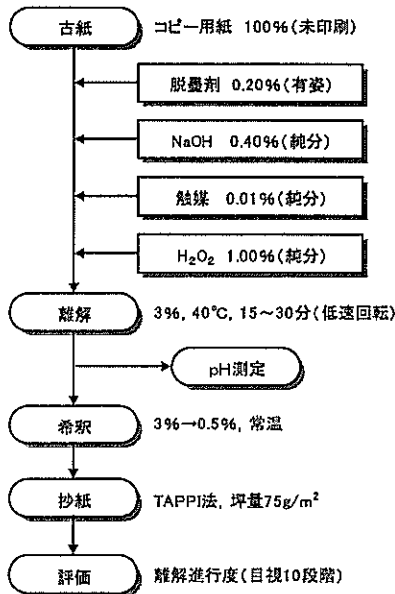 古紙 コピー用紙 100%(未印刷)
脱墨剤 0.20%(有姿)
NaOH 0.40%(純分)
触媒 0.01%(純分)
H₂O₂ 1.00%(純分)
離解 3%, 40℃, 15~30分(低速回転)
pH測定
希釈 3%→0.5%, 常温
抄紙 TAPPI法, 坪量75g/m²
評価 離解進行度(目視10段階)